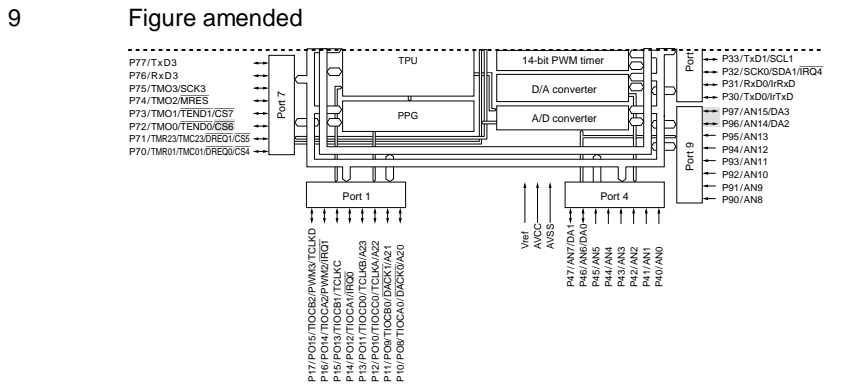 9 Figure amended
P77/TxD3
P76/RxD3
P75/TMO3/SCK3
P74/TMO2/MRES
P73/TMO1/TEND1/CS7
P72/TMO0/TEND0/CS6
P71/TMR23/TMC23/DREQ1/CS5
P70/TMR01/TMC01/DREQ0/CS4
Port 7
TPU
PPG
14-bit PWM timer
D/A converter
A/D converter
Port
P33/TxD1/SCL1
P32/SCK0/SDA1/IRQ4
P31/RxD0/IrRxD
P30/TxD0/IrTxD
Port 9
P97/AN15/DA3
P96/AN14/DA2
P95/AN13
P94/AN12
P93/AN11
P92/AN10
P91/AN9
P90/AN8
Port 1
Port 4
P17/PO15/TIOCB2/PWM3/TCLKD
P16/PO14/TIOCA2/PWM2/IRQ1
P15/PO13/TIOCB1/TCLKC
P14/PO12/TIOCA1/IRQ0
P13/PO11/TIOCD0/TCLKB/A23
P12/PO10/TIOCC0/TCLKA/A22
P11/PO9/TIOCB0/DACK1/A21
P10/PO8/TIOCA0/DACK0/A20
Vref
AVCC
AVSS
P47/AN7/DA1
P46/AN6/DA0
P45/AN5
P44/AN4
P43/AN3
P42/AN2
P41/AN1
P40/AN0